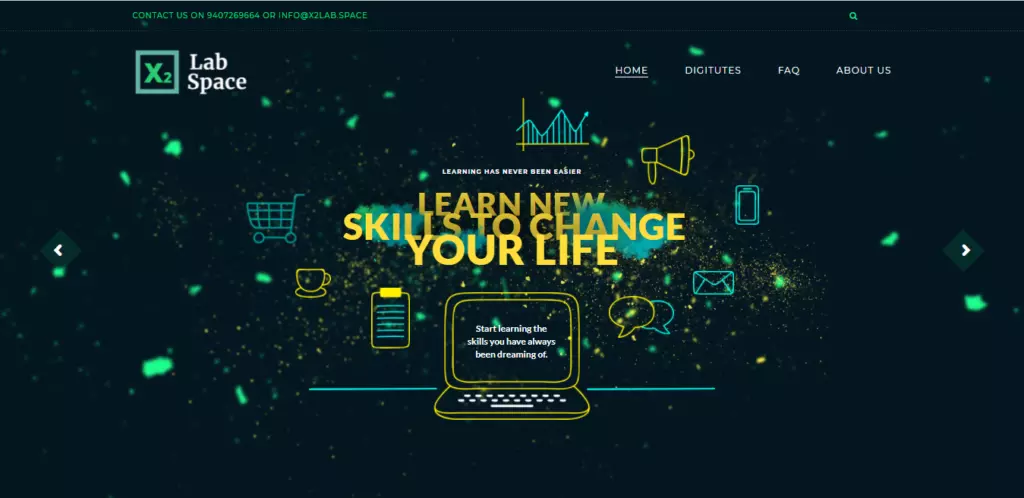 CONTACT US ON 9407269664 OR INFO@X2LAB.SPACE
X2
Lab
Space
HOME
DIGITUTES
FAQ
ABOUT US
LEARNING HAS NEVER BEEN EASIER
LEARN NEW
SKILLS TO CHANGE
YOUR LIFE
Start learning the
skills you have always
been dreaming of.